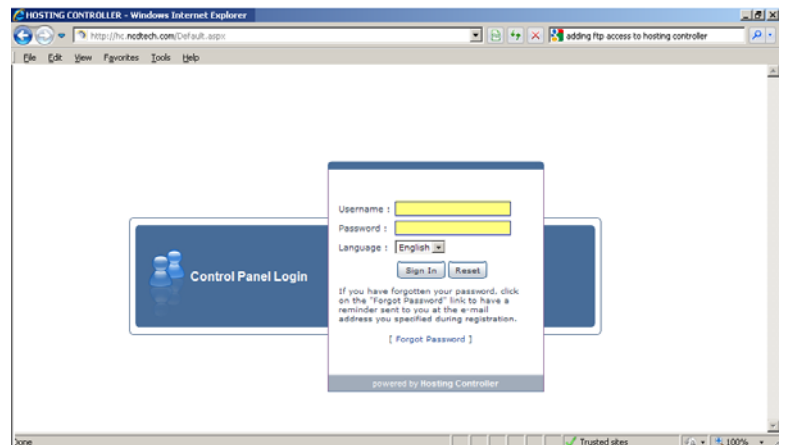 HOSTING CONTROLLER - Windows Internet Explorer
http://hc.ncdtech.com/Default.aspx
adding ftp access to hosting controller
File Edit View Favorites Tools Help
Username :
Password :
Language : English
Control Panel Login
Sign In Reset
If you have forgotten your password, click
on the "Forgot Password" link to have a
reminder sent to you at the e-mail
address you specified during registration.
[ Forgot Password ]
powered by Hosting Controller
Done
Trusted sites
100%